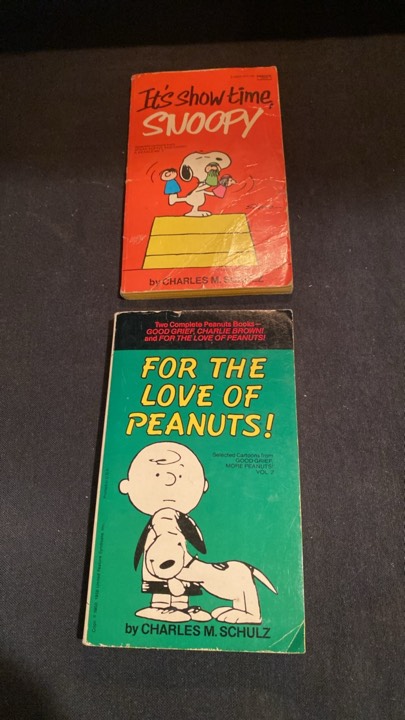 It's show time,
SNOOPY
by CHARLES M. SCHULZ
Two Complete Peanuts Books—
GOOD GRIEF, CHARLIE BROWN!
and FOR THE LOVE OF PEANUTS!
FOR THE
LOVE OF
PEANUTS!
Selected Cartoons from
GOOD GRIEF,
MORE PEANUTS!
VOL. 2
by CHARLES M. SCHULZ